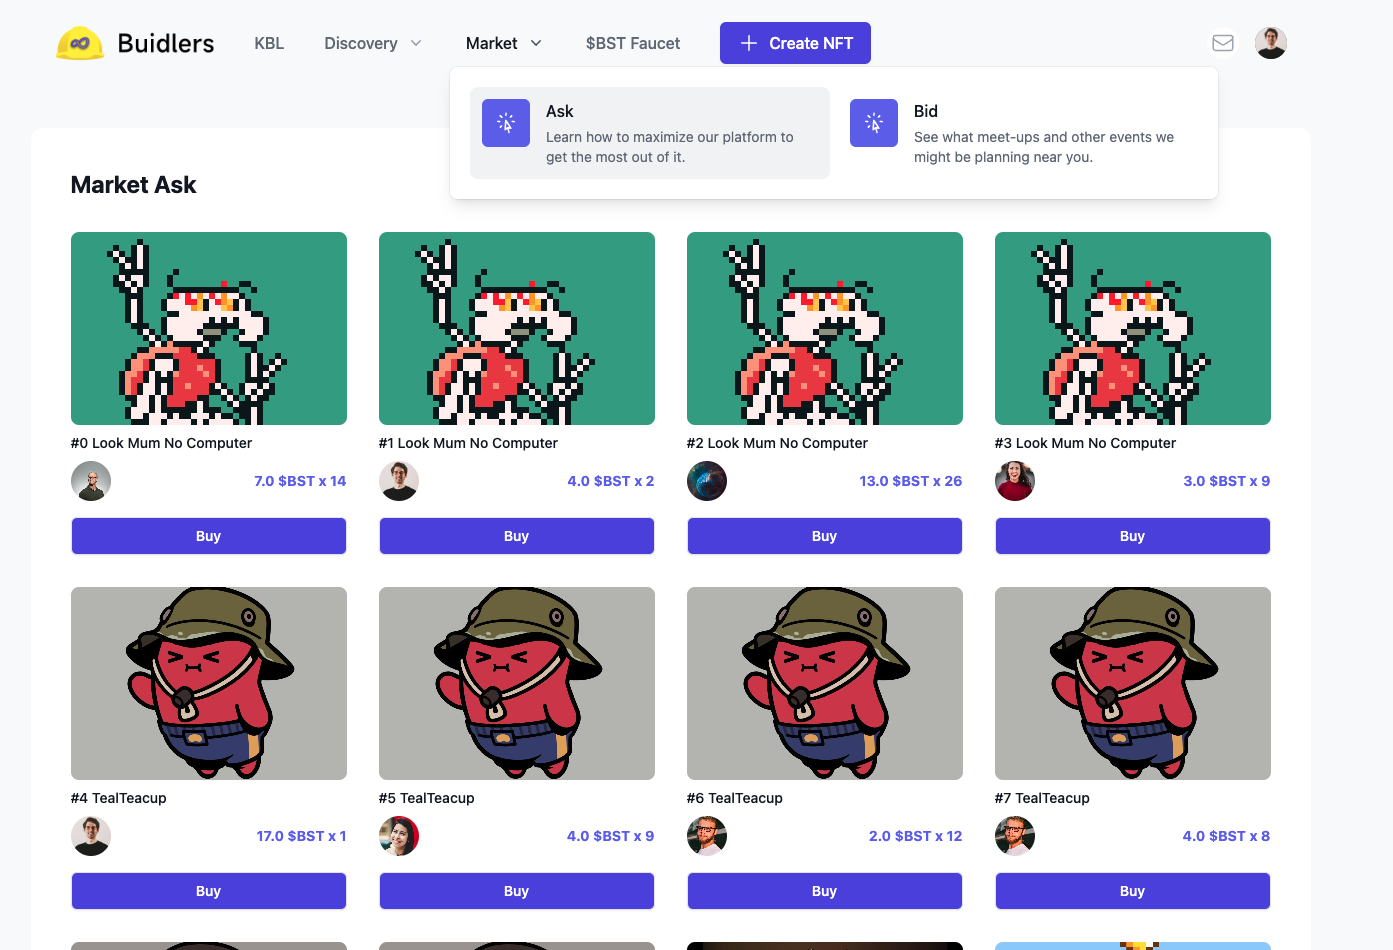 Buidlers
KBL
Discovery
Market
$BST Faucet
Create NFT
Ask
Learn how to maximize our platform to
get the most out of it.
Bid
See what meet-ups and other events we
might be planning near you.
Market Ask
#0 Look Mum No Computer
7.0 $BST x 14
Buy
#1 Look Mum No Computer
4.0 $BST x 2
Buy
#2 Look Mum No Computer
13.0 $BST x 26
Buy
#3 Look Mum No Computer
3.0 $BST x 9
Buy
#4 TealTeacup
17.0 $BST x 1
Buy
#5 TealTeacup
4.0 $BST x 9
Buy
#6 TealTeacup
2.0 $BST x 12
Buy
#7 TealTeacup
4.0 $BST x 8
Buy